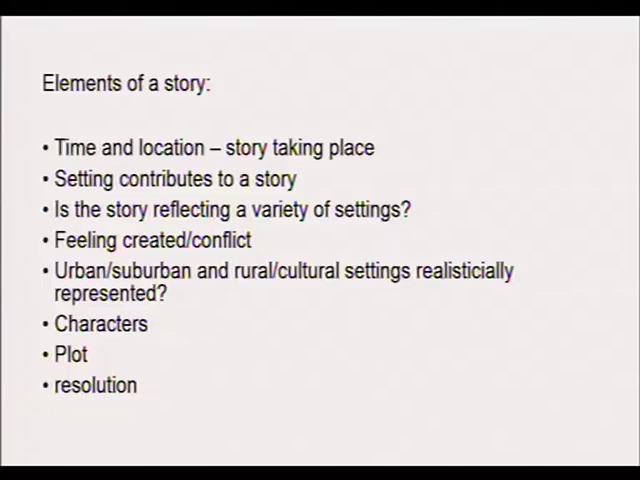 Elements of a story:
• Time and location – story taking place
• Setting contributes to a story
• Is the story reflecting a variety of settings?
• Feeling created/conflict
• Urban/suburban and rural/cultural settings realisticially
represented?
• Characters
• Plot
• resolution